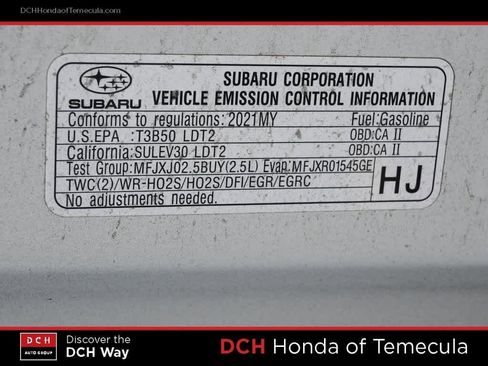 DCHHondaofTemecula.com
SUBARU
SUBARU CORPORATION
VEHICLE EMISSION CONTROL INFORMATION
Conforms to regulations: 2021MY Fuel:Gasoline
U.S.EPA :T3B50 LDT2 OBD:CA II
California:SULEV30 LDT2 OBD:CA II
Test Group:MFJXJ02.5BUY(2.5L) Evap:MFJXR01545GE
TWC(2)/WR-HO2S/HO2S/DFI/EGR/EGRC
No adjustments needed.
HJ
DCH
AUTO GROUP
Discover the
DCH Way
DCH Honda of Temecula